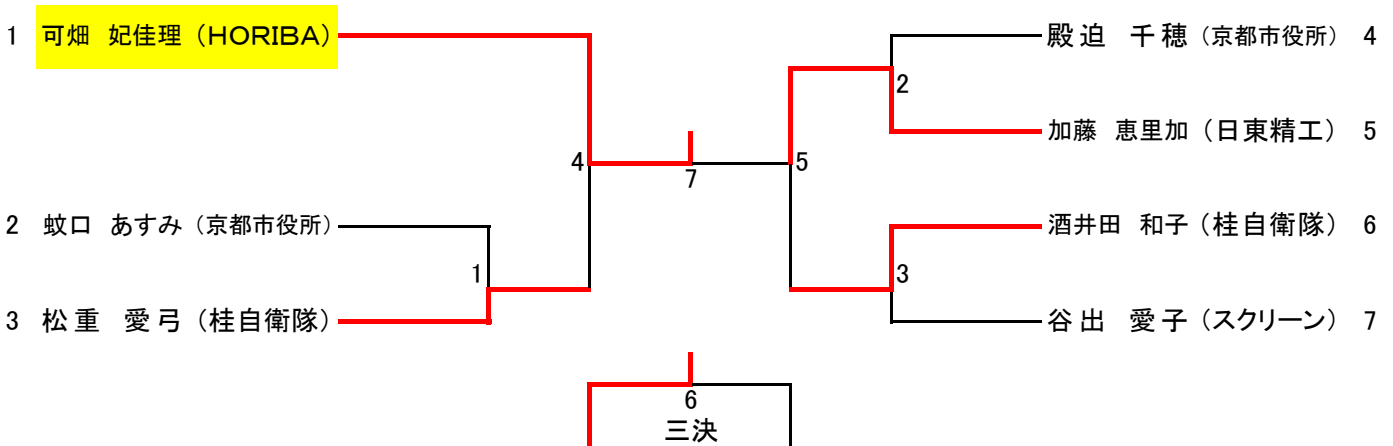 1 可畑 妃佳理（HORIBA）
殿迫 千穂（京都市役所） 4
2
加藤 恵里加（日東精工） 5
4
7
5
2 蚊口 あすみ（京都市役所）
酒井田 和子（桂自衛隊） 6
1
3
3 松重 愛弓（桂自衛隊）
谷出 愛子（スクリーン） 7
6
三決